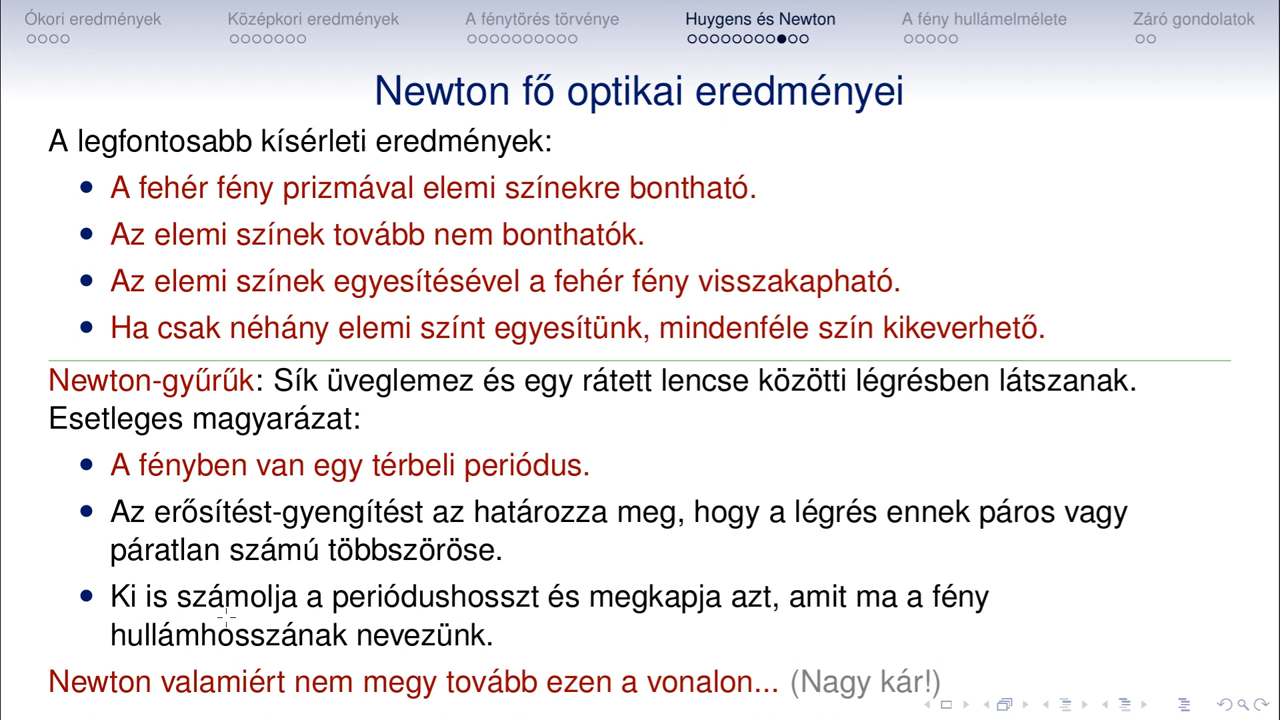 Ókori eredmények Középkori eredmények A fénytörés törvénye Huygens és Newton A fény hullámelmélete Záró gondolatok
Newton fő optikai eredményei
A legfontosabb kísérleti eredmények:
A fehér fény prizmával elemi színekre bontható.
Az elemi színek tovább nem bonthatók.
Az elemi színek egyesítésével a fehér fény visszakapható.
Ha csak néhány elemi színt egyesítünk, mindenféle szín kikeverhető.
Newton-gyűrűk: Sík üveglemez és egy rátett lencse közötti légrésben látszanak.
Esetleges magyarázat:
A fényben van egy térbeli periódus.
Az erősítést-gyengítést az határozza meg, hogy a légrés ennek páros vagy
páratlan számú többszöröse.
Ki is számolja a periódushosszt és megkapja azt, amit ma a fény
hullámhosszának nevezünk.
Newton valamiért nem megy tovább ezen a vonalon... (Nagy kár!)